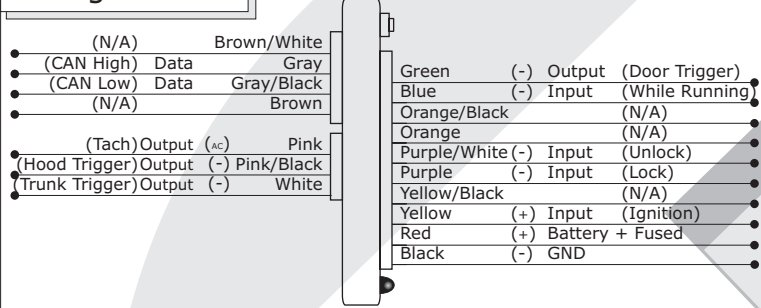 (N/A) Brown/White
(CAN High) Data Gray
(CAN Low) Data Gray/Black
(N/A) Brown
(Tach) Output (AC) Pink
(Hood Trigger) Output (-) Pink/Black
(Trunk Trigger) Output (-) White
Green (-) Output (Door Trigger)
Blue (-) Input (While Running)
Orange/Black (N/A)
Orange (N/A)
Purple/White (-) Input (Unlock)
Purple (-) Input (Lock)
Yellow/Black (N/A)
Yellow (+) Input (Ignition)
Red (+) Battery + Fused
Black (-) GND